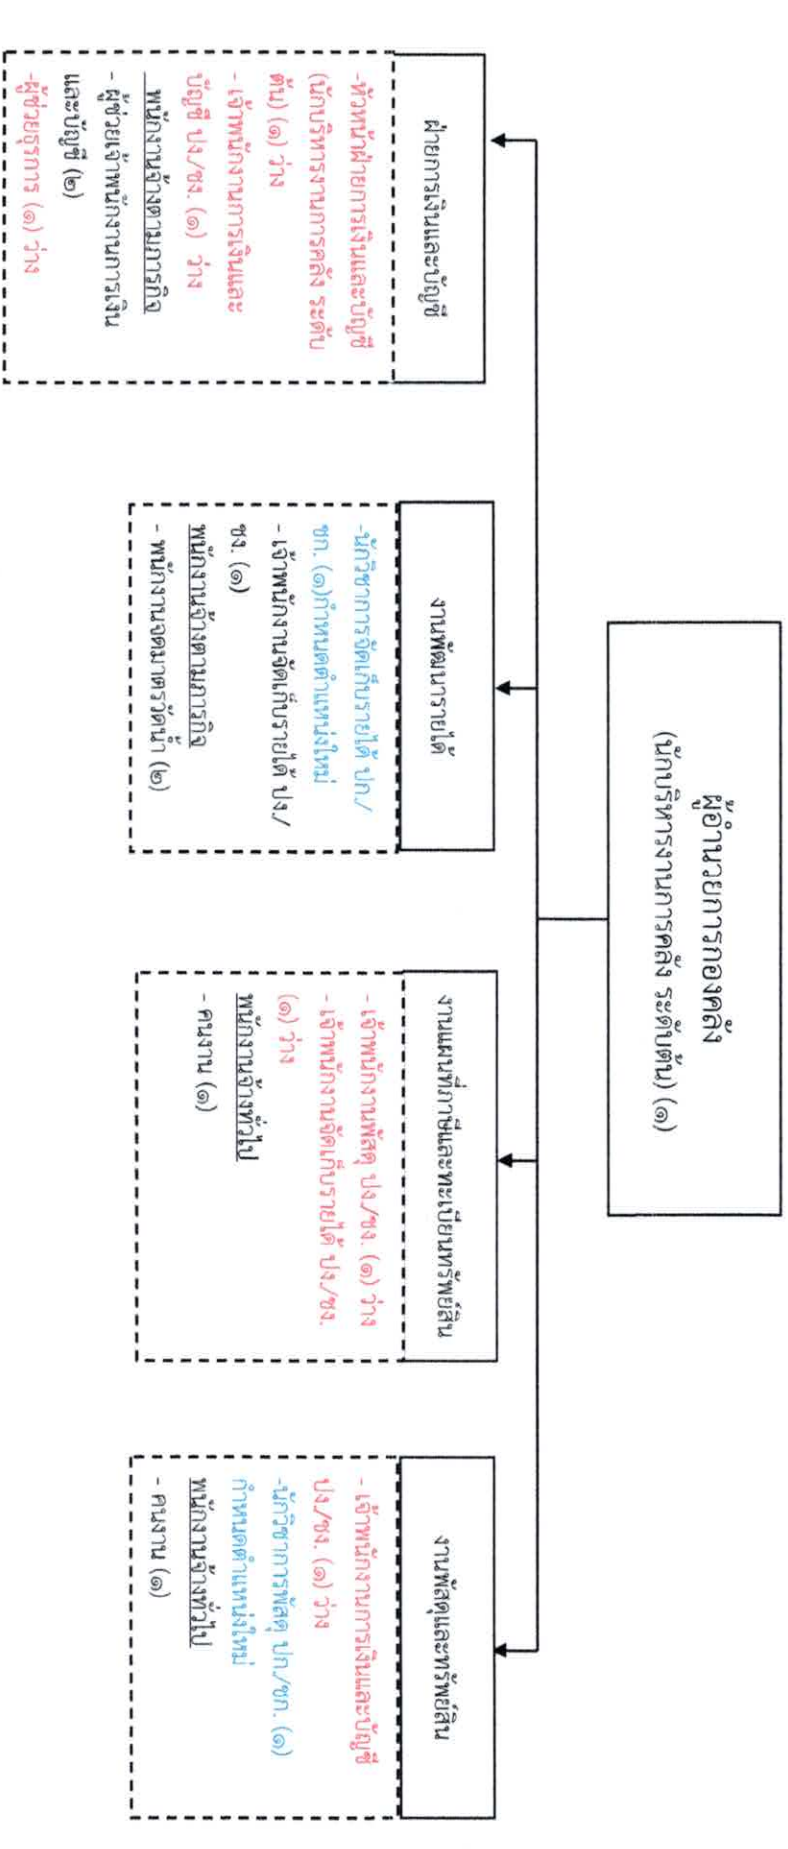 ผู้อำนวยการกองคลัง
(นักบริหารงานการคลัง ระดับต้น) (๑)
ฝ่ายการเงินและบัญชี
-หัวหน้าฝ่ายการเงินและบัญชี
(นักบริหารงานการคลัง ระดับ
ต้น) (๑) ว่าง
- เจ้าพนักงานการเงินและ
บัญชี ปง/ชง. (๑) ว่าง
พนักงานจ้างตามภารกิจ
- ผู้ช่วยเจ้าพนักงานการเงิน
และบัญชี (๒)
-ผู้ช่วยธุรการ (๑) ว่าง
งานพัฒนารายได้
-นักวิชาการจัดเก็บรายได้ ปก./
ชก. (๑)กำหนดตำแหน่งใหม่
- เจ้าพนักงานจัดเก็บรายได้ ปง./
ชง. (๑)
พนักงานจ้างตามภารกิจ
- พนักงานจดมาตรวัดน้ำ (๒)
งานแผนที่ภาษีและทะเบียนทรัพย์สิน
- เจ้าพนักงานพัสดุ ปง/ชง. (๑) ว่าง
- เจ้าพนักงานจัดเก็บรายได้ ปง./ชง.
(๑) ว่าง
พนักงานจ้างทั่วไป
- คนงาน (๑)
งานพัสดุและทรัพย์สิน
- เจ้าพนักงานการเงินและบัญชี
ปง/ชง. (๑) ว่าง
-นักวิชาการพัสดุ ปก/ชก. (๑)
กำหนดตำแหน่งใหม่
พนักงานจ้างทั่วไป
- คนงาน (๑)